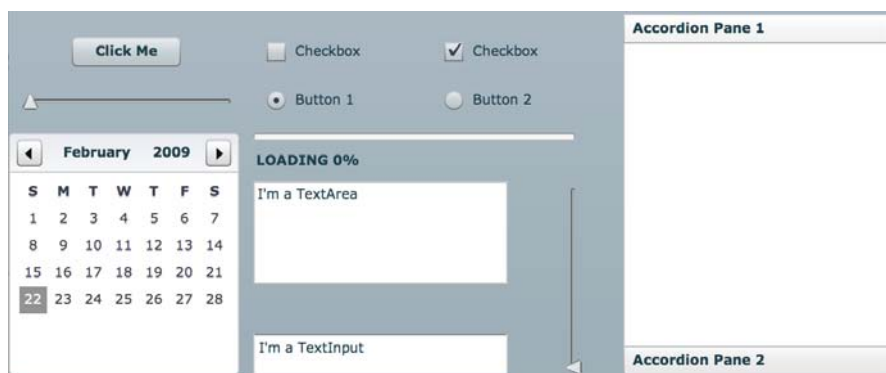 Click Me
Checkbox
Checkbox
Button 1
Button 2
February 2009
S M T W T F S
1 2 3 4 5 6 7
8 9 10 11 12 13 14
15 16 17 18 19 20 21
22 23 24 25 26 27 28
LOADING 0%
I'm a TextArea
I'm a TextInput
Accordion Pane 1
Accordion Pane 2